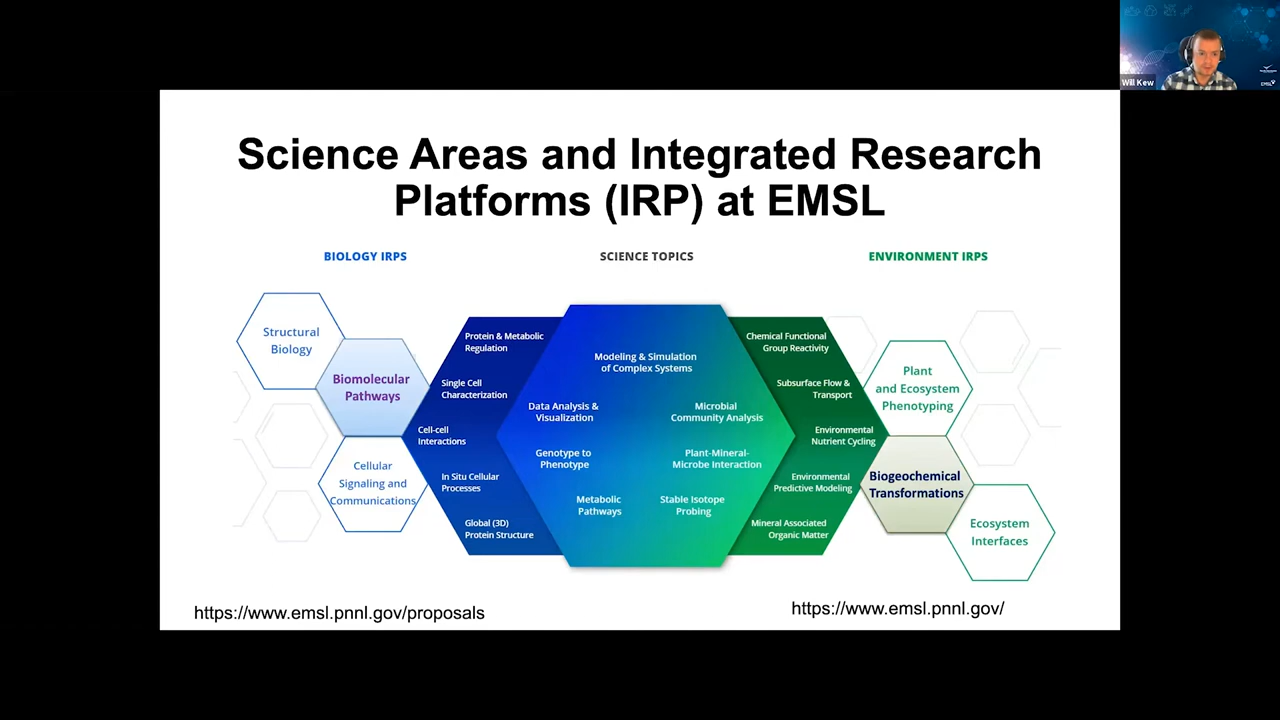 Will Kew
EMSL
Science Areas and Integrated Research
Platforms (IRP) at EMSL
BIOLOGY IRPS
SCIENCE TOPICS
ENVIRONMENT IRPS
Structural
Biology
Biomolecular
Pathways
Cellular
Signaling and
Communications
Protein & Metabolic
Regulation
Single Cell
Characterization
Cell-cell
Interactions
In Situ Cellular
Processes
Global (3D)
Protein Structure
Modeling & Simulation
of Complex Systems
Data Analysis &
Visualization
Microbial
Community Analysis
Genotype to
Phenotype
Plant-Mineral-
Microbe Interaction
Metabolic
Pathways
Stable Isotope
Probing
Chemical Functional
Group Reactivity
Subsurface Flow &
Transport
Environmental
Nutrient Cycling
Environmental
Predictive Modeling
Mineral Associated
Organic Matter
Plant
and Ecosystem
Phenotyping
Biogeochemical
Transformations
Ecosystem
Interfaces
https://www.emsl.pnnl.gov/proposals
https://www.emsl.pnnl.gov/